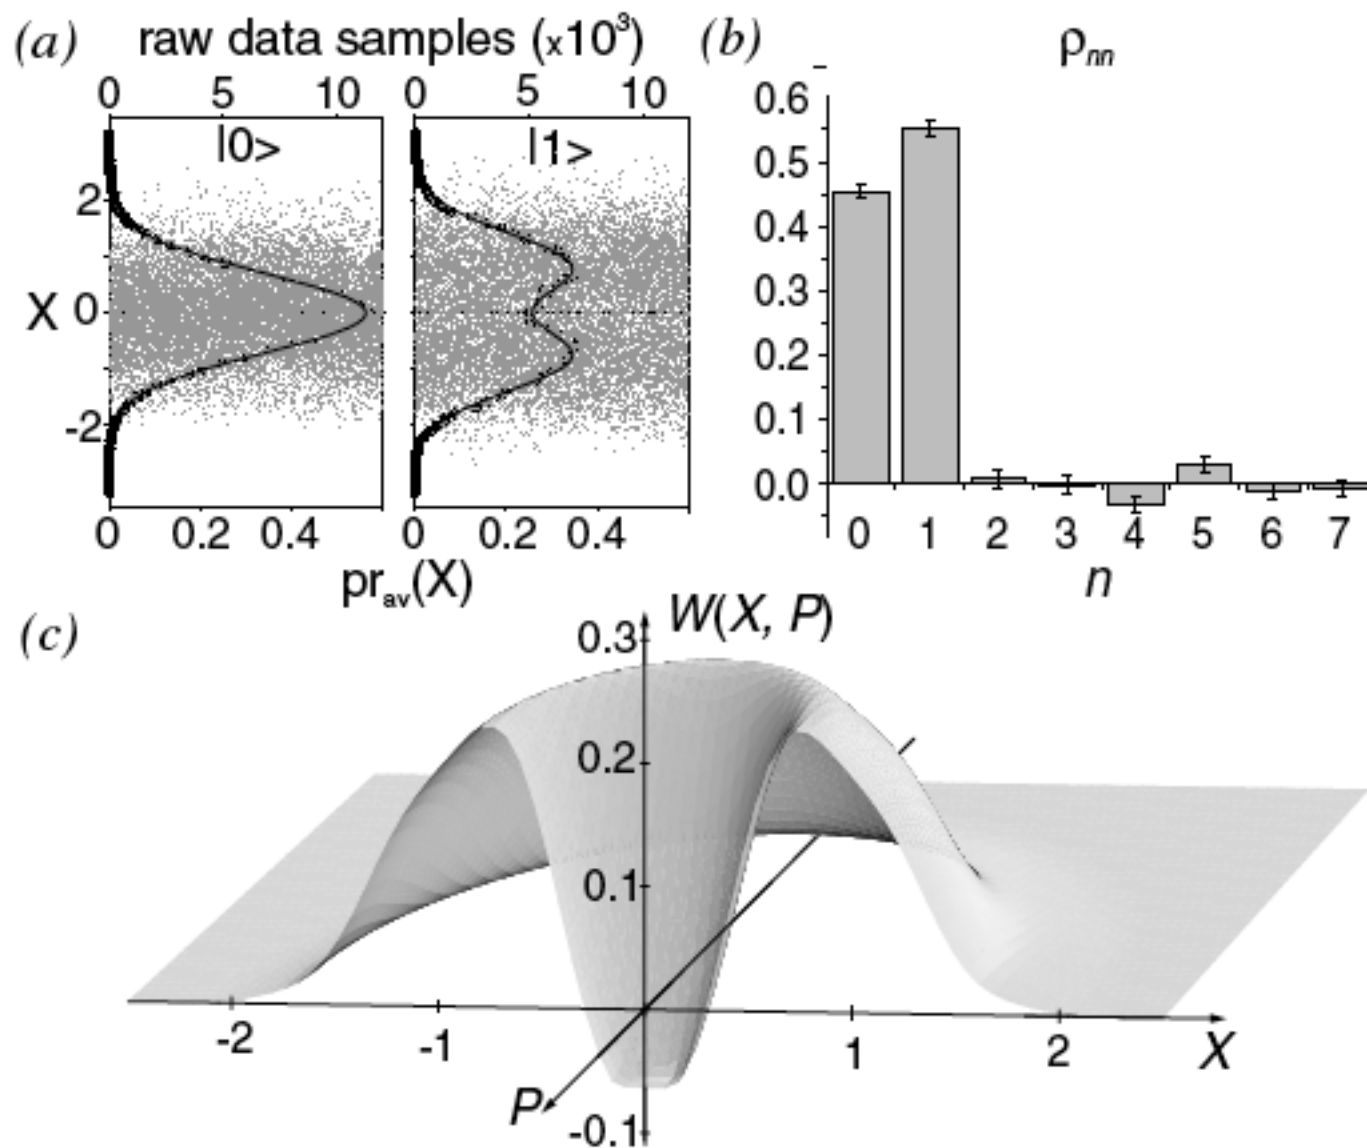 (a) raw data samples (×10³)
0 5 10 0 5 10
|0> |1>
2
X 0
-2
0 0.2 0.4 0 0.2 0.4
pr_av(X)
(b) ρ_nn
0.6
0.5
0.4
0.3
0.2
0.1
0.0
0 1 2 3 4 5 6 7
n
(c) W(X, P)
0.3
0.2
0.1
-2 -1 1 2 X
P
-0.1